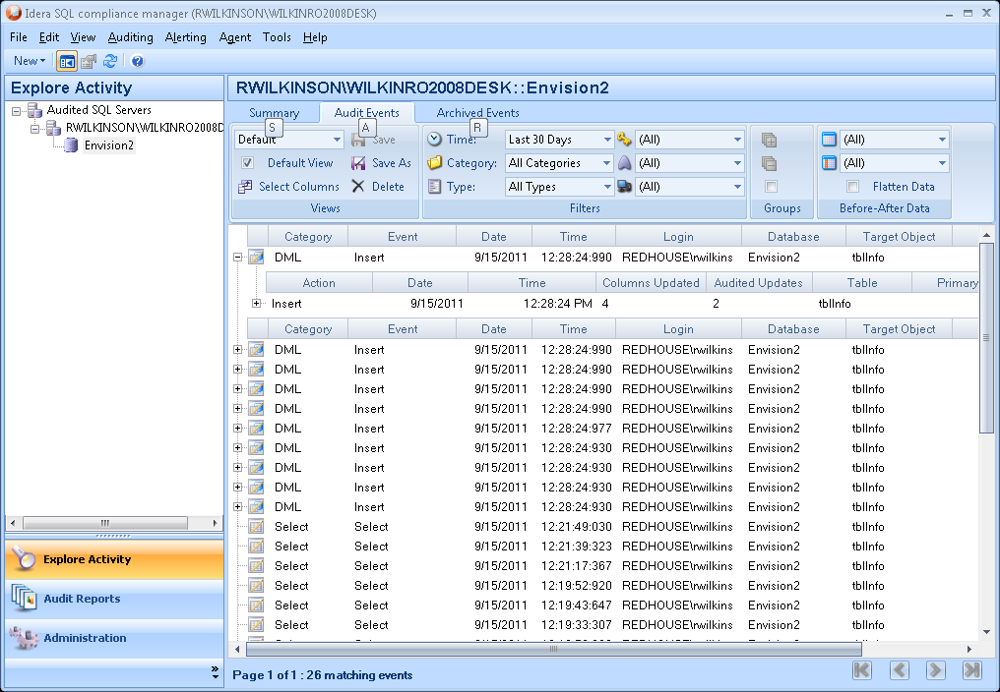 Idera SQL compliance manager (RWILKINSON\WILKINRO2008DESK)
File Edit View Auditing Alerting Agent Tools Help
New
Explore Activity
Audited SQL Servers
RWILKINSON\WILKINRO2008D
Envision2
Explore Activity
Audit Reports
Administration
RWILKINSON\WILKINRO2008DESK::Envision2
Summary Audit Events Archived Events
S A R
Default Save Time: Last 30 Days (All) (All)
Default View Save As Category: All Categories (All) (All)
Select Columns Delete Type: All Types (All) Flatten Data
Views Filters Groups Before-After Data
Category Event Date Time Login Database Target Object
DML Insert 9/15/2011 12:28:24:990 REDHOUSE\rwilkins Envision2 tblInfo
Action Date Time Columns Updated Audited Updates Table Primary
Insert 9/15/2011 12:28:24 PM 4 2 tblInfo
Category Event Date Time Login Database Target Object
DML Insert 9/15/2011 12:28:24:990 REDHOUSE\rwilkins Envision2 tblInfo
DML Insert 9/15/2011 12:28:24:990 REDHOUSE\rwilkins Envision2 tblInfo
DML Insert 9/15/2011 12:28:24:990 REDHOUSE\rwilkins Envision2 tblInfo
DML Insert 9/15/2011 12:28:24:990 REDHOUSE\rwilkins Envision2 tblInfo
DML Insert 9/15/2011 12:28:24:977 REDHOUSE\rwilkins Envision2 tblInfo
DML Insert 9/15/2011 12:28:24:930 REDHOUSE\rwilkins Envision2 tblInfo
DML Insert 9/15/2011 12:28:24:930 REDHOUSE\rwilkins Envision2 tblInfo
DML Insert 9/15/2011 12:28:24:930 REDHOUSE\rwilkins Envision2 tblInfo
DML Insert 9/15/2011 12:28:24:930 REDHOUSE\rwilkins Envision2 tblInfo
Select Select 9/15/2011 12:21:49:030 REDHOUSE\rwilkins Envision2 tblInfo
Select Select 9/15/2011 12:21:39:323 REDHOUSE\rwilkins Envision2 tblInfo
Select Select 9/15/2011 12:21:17:367 REDHOUSE\rwilkins Envision2 tblInfo
Select Select 9/15/2011 12:19:52:920 REDHOUSE\rwilkins Envision2 tblInfo
Select Select 9/15/2011 12:19:43:647 REDHOUSE\rwilkins Envision2 tblInfo
Select Select 9/15/2011 12:19:33:307 REDHOUSE\rwilkins Envision2 tblInfo
Page 1 of 1 : 26 matching events